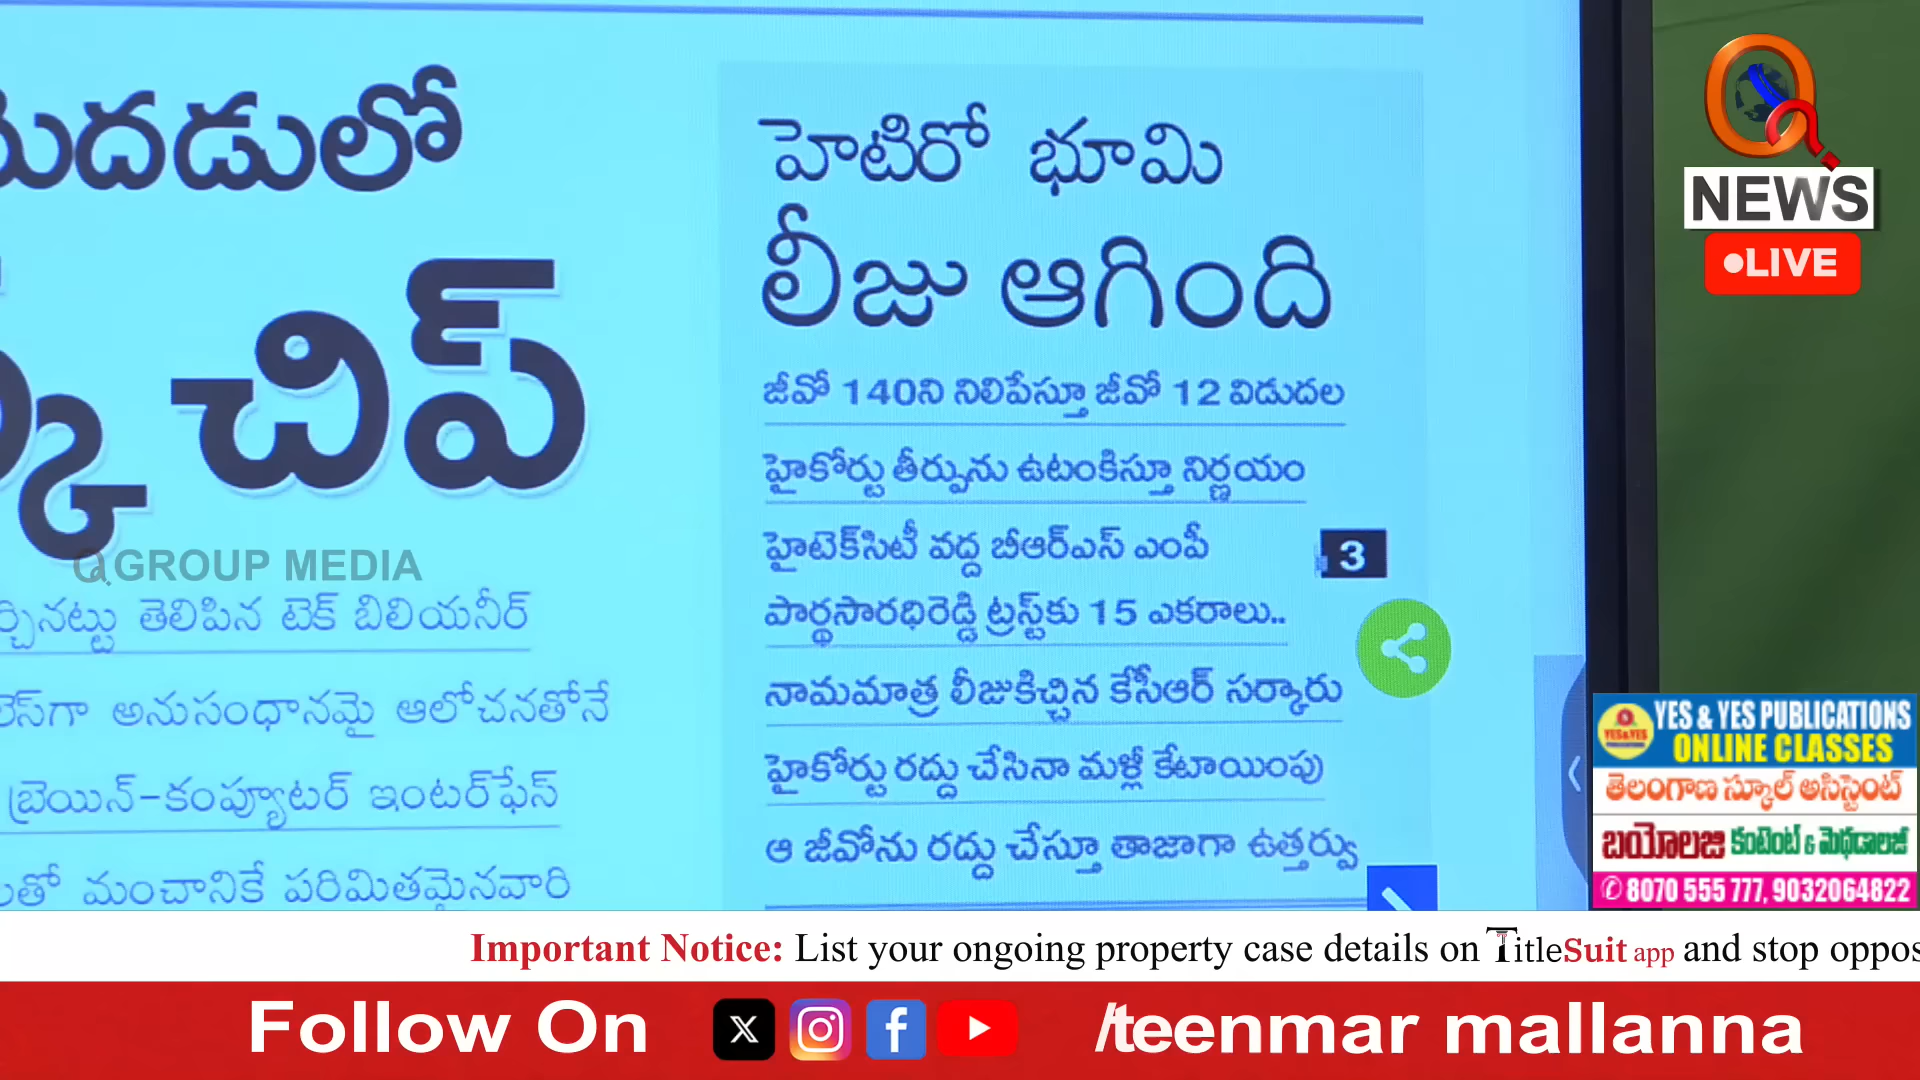 మెదడులో
చిప్
GROUP MEDIA
తెలిపిన టెక్ బిలియనీర్
అనుసంధానమై ఆలోచనతోనే
బ్రెయిన్-కంప్యూటర్ ఇంటర్‌ఫేస్
మంచానికే పరిమితమైనవారి
హెటిరో భూమి
లీజు ఆగింది
జీవో 140ని నిలిపేస్తూ జీవో 12 విడుదల
హైకోర్టు తీర్పును ఉటంకిస్తూ నిర్ణయం
హైటెక్‌సిటీ వద్ద బీఆర్ఎస్ ఎంపీ
3
పార్థసారధిరెడ్డి ట్రస్ట్‌కు 15 ఎకరాలు..
నామమాత్ర లీజుకిచ్చిన కేసీఆర్ సర్కారు
హైకోర్టు రద్దు చేసినా మళ్లీ కేటాయింపు
ఆ జీవోను రద్దు చేస్తూ తాజాగా ఉత్తర్వు
Q
NEWS
LIVE
YES & YES PUBLICATIONS
ONLINE CLASSES
తెలంగాణ స్కూల్ అసిస్టెంట్
బయోలజి కంటెంట్ & మెథడాలజీ
8070 555 777, 9032064822
Important Notice: List your ongoing property case details on TitleSuit app and stop oppos
Follow On /teenmar mallanna